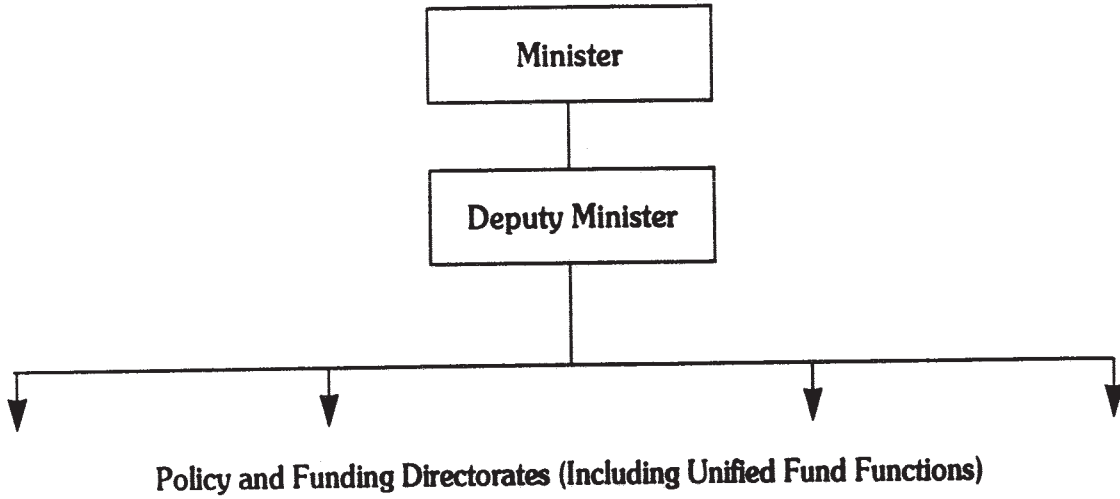 Minister
Deputy Minister
Policy and Funding Directorates (Including Unified Fund Functions)